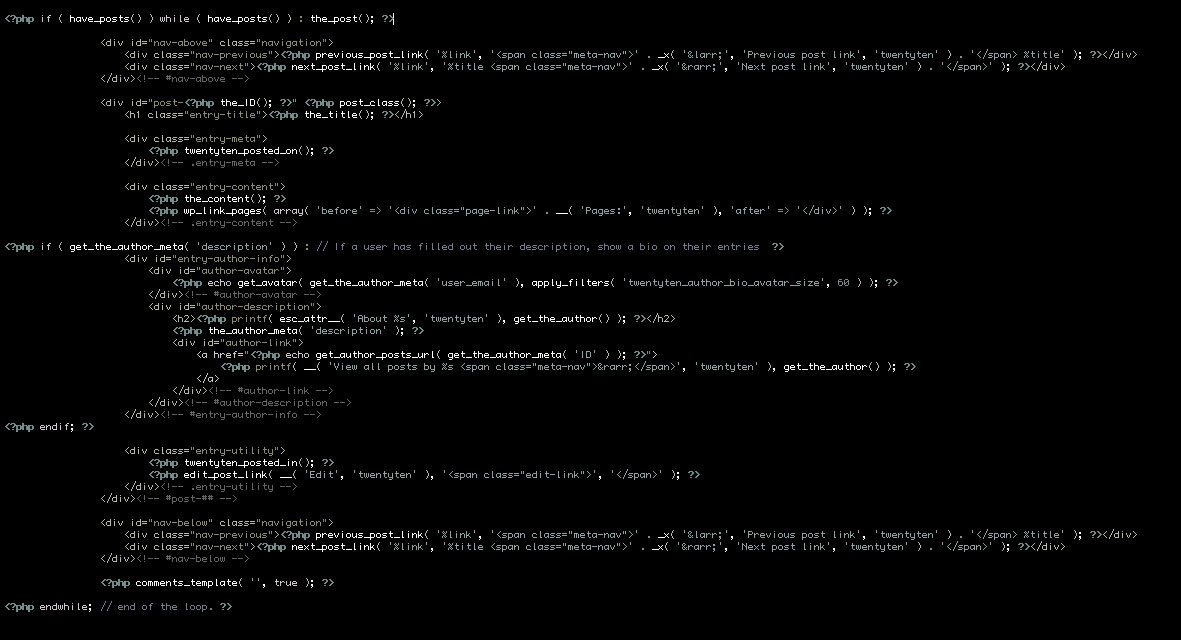 <?php if ( have_posts() ) while ( have_posts() ) : the_post(); ?>
<div id="nav-above" class="navigation">
<div class="nav-previous"><?php previous_post_link( '%link', '<span class="meta-nav">' . _x( '&larr;', 'Previous post link', 'twentyten' ) . '</span> %title' ); ?></div>
<div class="nav-next"><?php next_post_link( '%link', '%title <span class="meta-nav">' . _x( '&rarr;', 'Next post link', 'twentyten' ) . '</span>' ); ?></div>
</div><!-- #nav-above -->
<div id="post-<?php the_ID(); ?>" <?php post_class(); ?>>
<h1 class="entry-title"><?php the_title(); ?></h1>
<div class="entry-meta">
<?php twentyten_posted_on(); ?>
</div><!-- .entry-meta -->
<div class="entry-content">
<?php the_content(); ?>
<?php wp_link_pages( array( 'before' => '<div class="page-link">' . __( 'Pages:', 'twentyten' ), 'after' => '</div>' ) ); ?>
</div><!-- .entry-content -->
<?php if ( get_the_author_meta( 'description' ) ) : // If a user has filled out their description, show a bio on their entries  ?>
<div id="entry-author-info">
<div id="author-avatar">
<?php echo get_avatar( get_the_author_meta( 'user_email' ), apply_filters( 'twentyten_author_bio_avatar_size', 60 ) ); ?>
</div><!-- #author-avatar -->
<div id="author-description">
<h2><?php printf( esc_attr__( 'About %s', 'twentyten' ), get_the_author() ); ?></h2>
<?php the_author_meta( 'description' ); ?>
<div id="author-link">
<a href="<?php echo get_author_posts_url( get_the_author_meta( 'ID' ) ); ?>">
<?php printf( __( 'View all posts by %s <span class="meta-nav">&rarr;</span>', 'twentyten' ), get_the_author() ); ?>
</a>
</div><!-- #author-link -->
</div><!-- #author-description -->
</div><!-- #entry-author-info -->
<?php endif; ?>
<div class="entry-utility">
<?php twentyten_posted_in(); ?>
<?php edit_post_link( __( 'Edit', 'twentyten' ), '<span class="edit-link">', '</span>' ); ?>
</div><!-- .entry-utility -->
</div><!-- #post-## -->
<div id="nav-below" class="navigation">
<div class="nav-previous"><?php previous_post_link( '%link', '<span class="meta-nav">' . _x( '&larr;', 'Previous post link', 'twentyten' ) . '</span> %title' ); ?></div>
<div class="nav-next"><?php next_post_link( '%link', '%title <span class="meta-nav">' . _x( '&rarr;', 'Next post link', 'twentyten' ) . '</span>' ); ?></div>
</div><!-- #nav-below -->
<?php comments_template( '', true ); ?>
<?php endwhile; // end of the loop. ?>